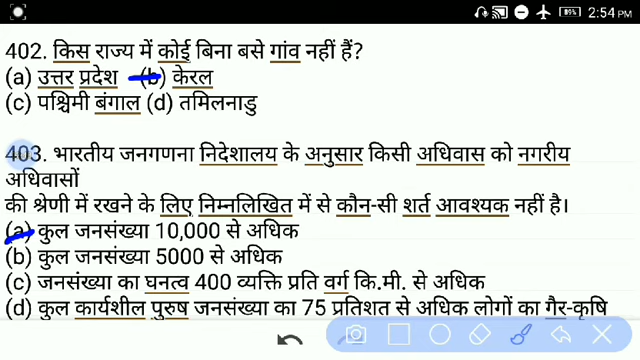 89% 2:54 PM
402. किस राज्य में कोई बिना बसे गांव नहीं हैं?
(a) उत्तर प्रदेश (b) केरल
(c) पश्चिमी बंगाल (d) तमिलनाडु
403. भारतीय जनगणना निदेशालय के अनुसार किसी अधिवास को नगरीय
अधिवासों
की श्रेणी में रखने के लिए निम्नलिखित में से कौन-सी शर्त आवश्यक नहीं है।
(a) कुल जनसंख्या 10,000 से अधिक
(b) कुल जनसंख्या 5000 से अधिक
(c) जनसंख्या का घनत्व 400 व्यक्ति प्रति वर्ग कि.मी. से अधिक
(d) कुल कार्यशील पुरुष जनसंख्या का 75 प्रतिशत से अधिक लोगों का गैर-कृषि